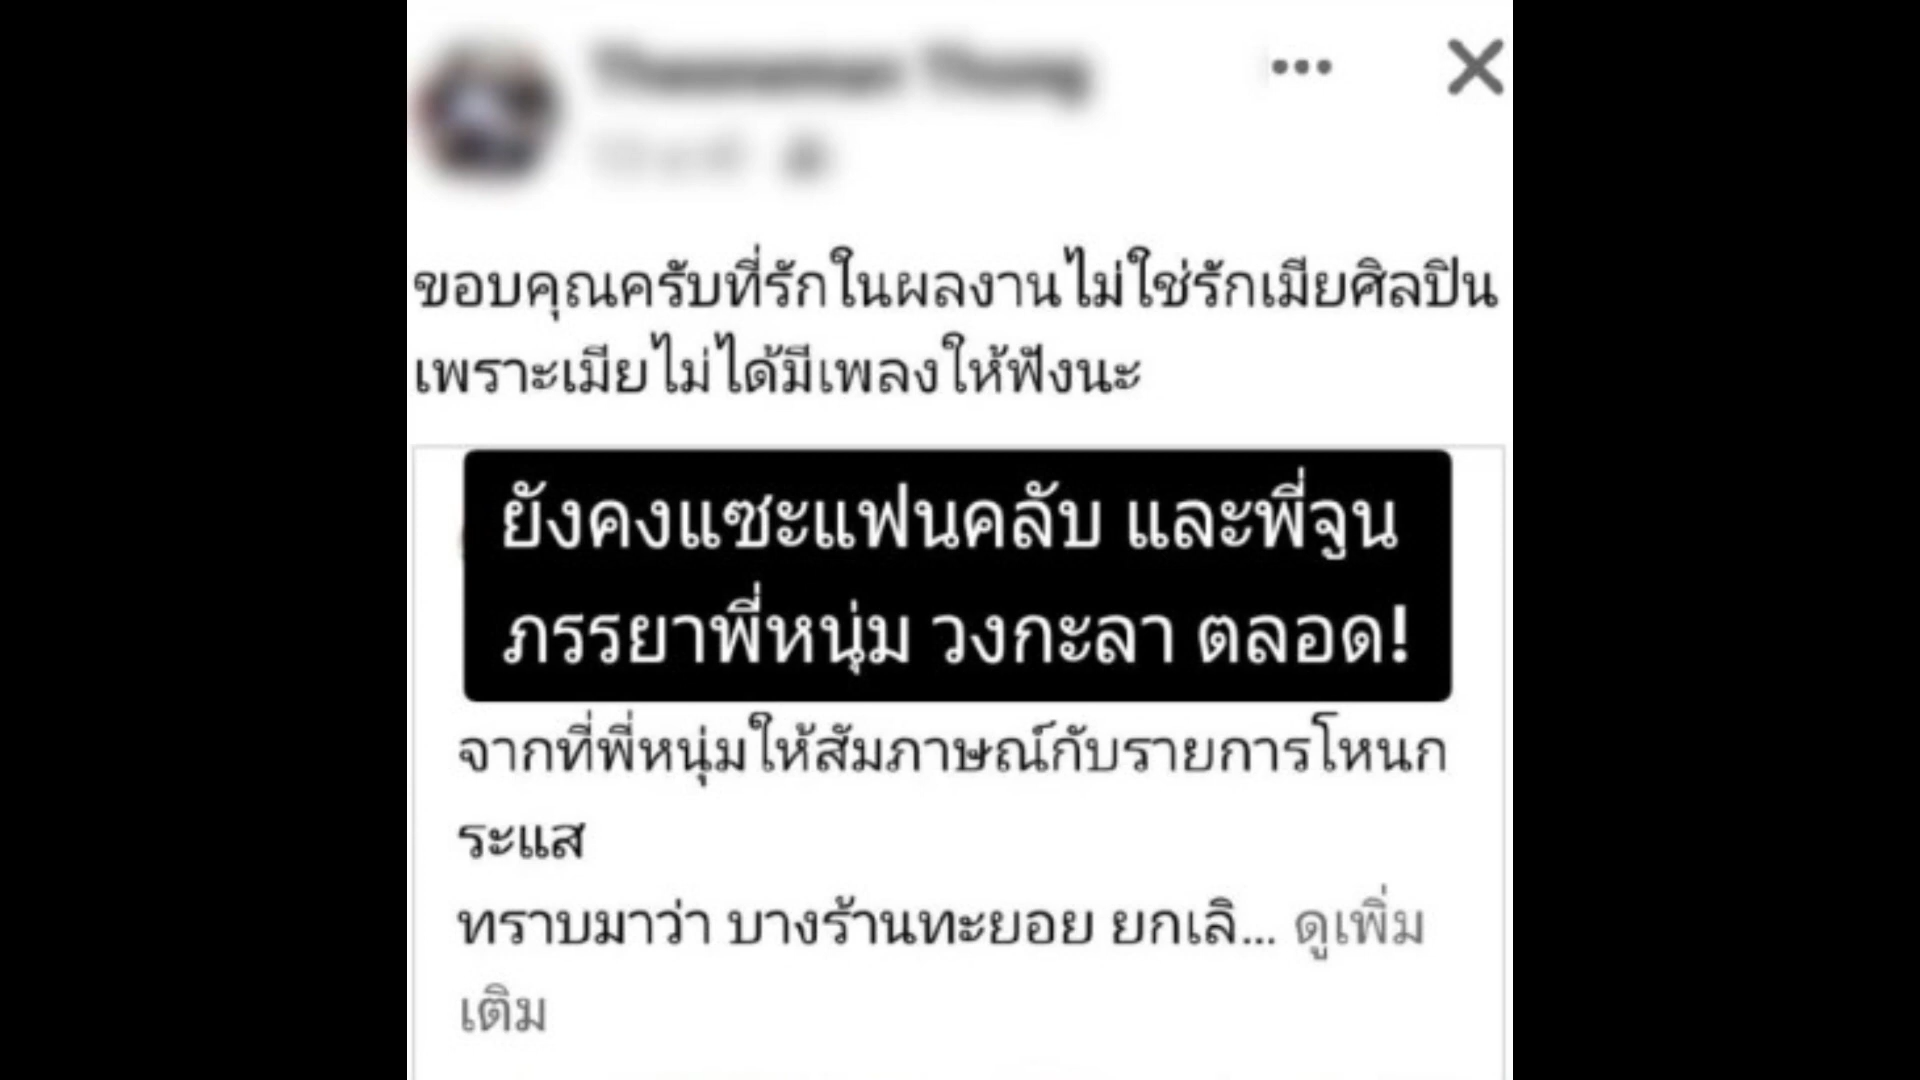 ขอบคุณครับที่รักในผลงานไม่ใช่รักเมียศิลปิน
เพราะเมียไม่ได้มีเพลงให้ฟังนะ
ยังคงแซะแฟนคลับ และพี่จูน
ภรรยาพี่หนุ่ม วงกะลา ตลอด!
จากที่พี่หนุ่มให้สัมภาษณ์กับรายการโหนก
ระแส
ทราบมาว่า บางร้านทะยอย ยกเลิ... ดูเพิ่ม
เติม